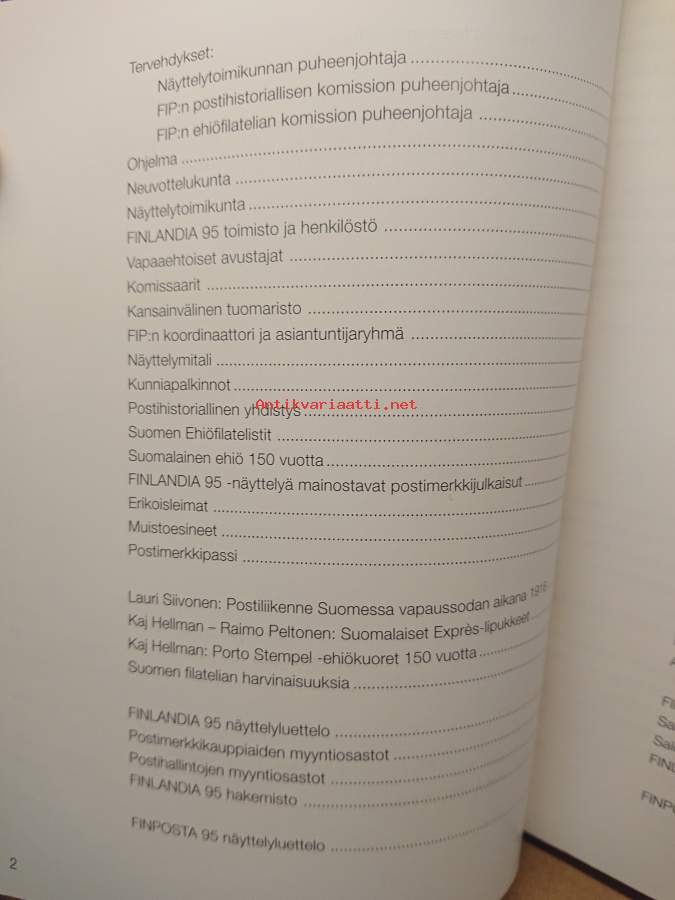 Tervehdykset:
Näyttelytoimikunnan puheenjohtaja
FIP:n postihistoriallisen komission puheenjohtaja
FIP:n ehiöfilatelian komission puheenjohtaja
Ohjelma
Neuvottelukunta
Näyttelytoimikunta
FINLANDIA 95 toimisto ja henkilöstö
Vapaaehtoiset avustajat
Komissaarit
Kansainvälinen tuomaristo
FIP:n koordinaattori ja asiantuntijaryhmä
Näyttelymitali
Kunniapalkinnot
Antikvariaatti.net
Postihistoriallinen yhdistys
Suomen Ehiöfilatelistit
Suomalainen ehiö 150 vuotta
FINLANDIA 95 -näyttelyä mainostavat postimerkkijulkaisut
Erikoisleimat
Muistoesineet
Postimerkkipassi
Lauri Siivonen: Postiliikenne Suomessa vapaussodan aikana 1918
Kaj Hellman – Raimo Peltonen: Suomalaiset Exprès-lipukkeet
Kaj Hellman: Porto Stempel -ehiökuoret 150 vuotta
Suomen filatelian harvinaisuuksia
FINLANDIA 95 näyttelyluettelo
Postimerkkikauppiaiden myyntiosastot
Postihallintojen myyntiosastot
FINLANDIA 95 hakemisto
FINPOSTA 95 näyttelyluettelo
2